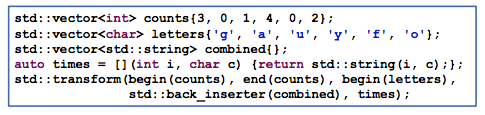 std::vector<int> counts{3, 0, 1, 4, 0, 2};
std::vector<char> letters{'g', 'a', 'u', 'y', 'f', 'o'};
std::vector<std::string> combined{};
auto times = [](int i, char c) {return std::string(i, c);};
std::transform(begin(counts), end(counts), begin(letters),
std::back_inserter(combined), times);